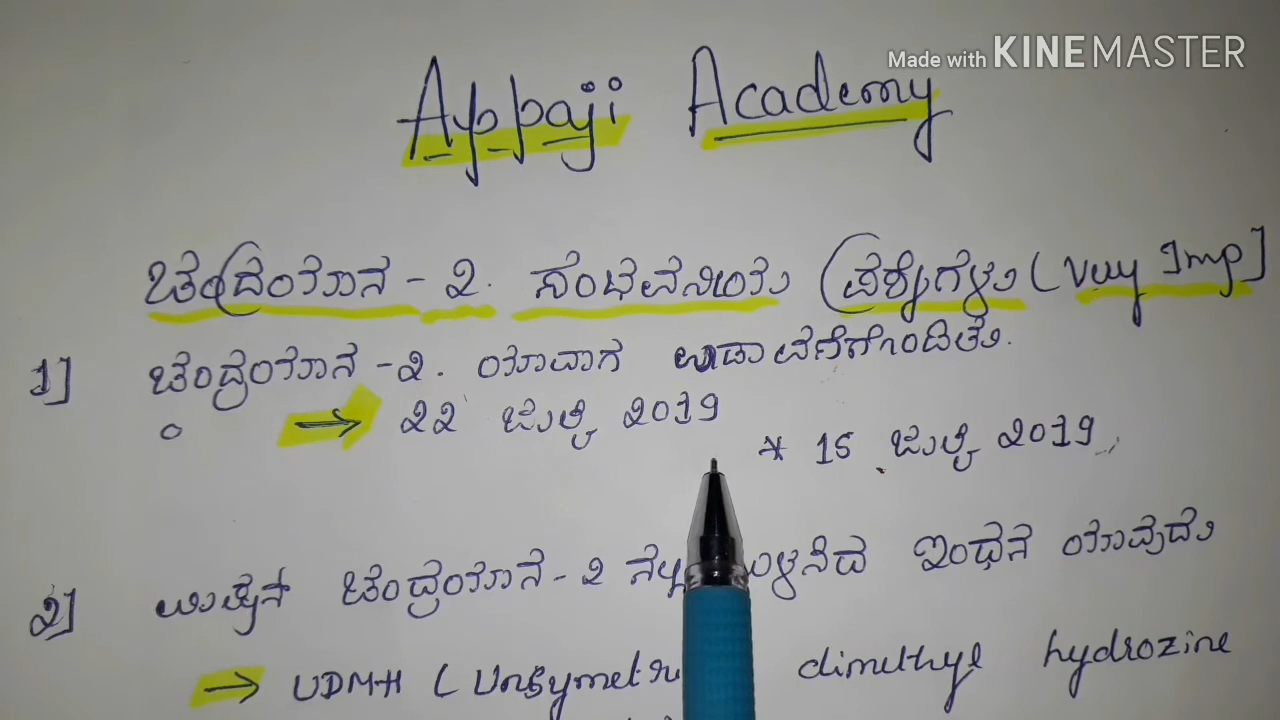 Made with KINEMASTER
Appaji Academy
ಚಂದ್ರಯಾನ - 2. ಸಂಭವನೀಯ ಪ್ರಶ್ನೆಗಳು (Very Imp]
1] ಚಂದ್ರಯಾನ - 2. ಯಾವಾಗ ಉಡಾವಣೆಗೊಂಡಿತು.
→ 22 ಜುಲೈ 2019
* 15 ಜುಲೈ 2019
2] ಚಂದ್ರಯಾನ - 2 ಇಂಧನ ಯಾವುದು
→ UDMH ( dimethyl hydrozine